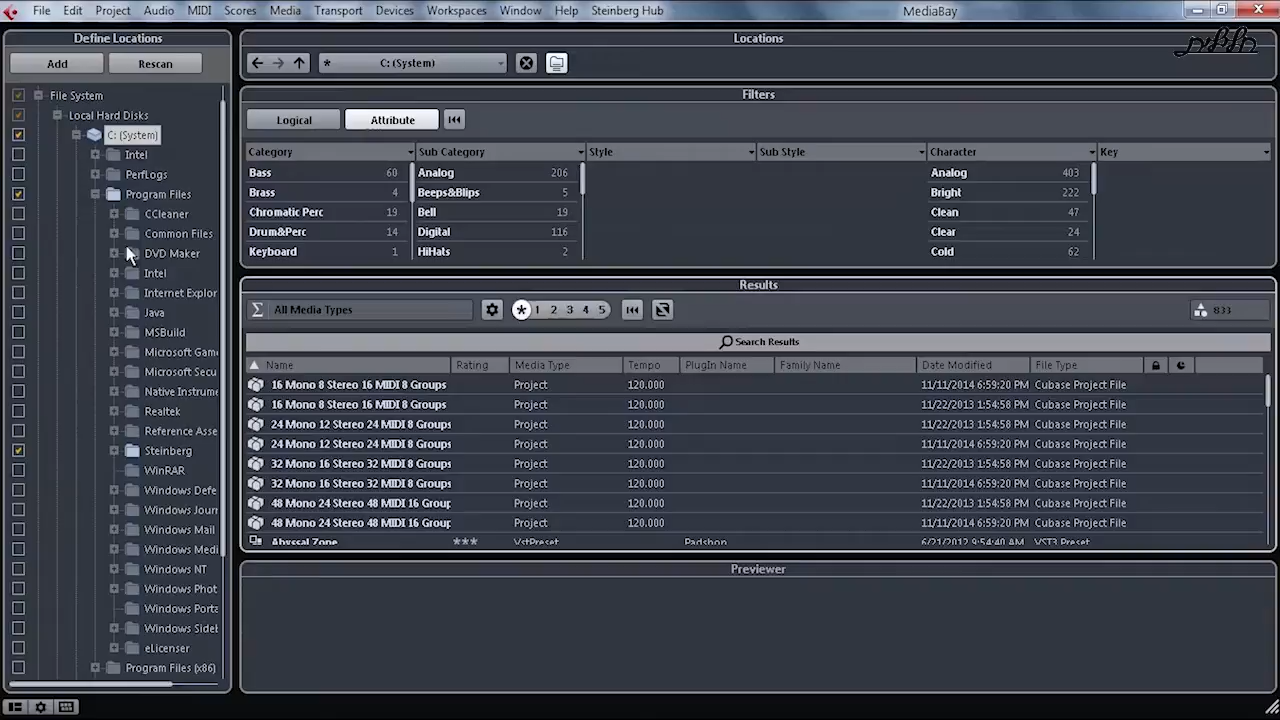 File Edit Project Audio MIDI Scores Media Transport Devices Workspaces Window Help Steinberg Hub MediaBay
Define Locations
Add Rescan
File System
Local Hard Disks
C: (System)
Intel
PerfLogs
Program Files
CCleaner
Common Files
DVD Maker
Intel
Internet Explor
Java
MSBuild
Microsoft Game
Microsoft Secu
Native Instrume
Realtek
Reference Asse
Steinberg
WinRAR
Windows Defe
Windows Jour
Windows Mail
Windows Medi
Windows NT
Windows Phot
Windows Porta
Windows Sideb
eLicenser
Program Files (x86)
Locations
* C: (System)
Filters
Logical Attribute
Category Sub Category Style Sub Style Character Key
Bass 60 Analog 206 Analog 403
Brass 4 Beeps&Blips 5 Bright 222
Chromatic Perc 19 Bell 19 Clean 47
Drum&Perc 14 Digital 116 Clear 24
Keyboard 1 HiHats 2 Cold 62
Results
All Media Types * 1 2 3 4 5 833
Search Results
Name Rating Media Type Tempo PlugIn Name Family Name Date Modified File Type
16 Mono 8 Stereo 16 MIDI 8 Groups Project 120.000 11/11/2014 6:59:20 PM Cubase Project File
16 Mono 8 Stereo 16 MIDI 8 Groups Project 120.000 11/22/2013 1:54:58 PM Cubase Project File
24 Mono 12 Stereo 24 MIDI 8 Groups Project 120.000 11/22/2013 1:54:58 PM Cubase Project File
24 Mono 12 Stereo 24 MIDI 8 Groups Project 120.000 11/11/2014 6:59:20 PM Cubase Project File
32 Mono 16 Stereo 32 MIDI 8 Groups Project 120.000 11/22/2013 1:54:58 PM Cubase Project File
32 Mono 16 Stereo 32 MIDI 8 Groups Project 120.000 11/11/2014 6:59:20 PM Cubase Project File
48 Mono 24 Stereo 48 MIDI 16 Group Project 120.000 11/22/2013 1:54:58 PM Cubase Project File
48 Mono 24 Stereo 48 MIDI 16 Group Project 120.000 11/11/2014 6:59:20 PM Cubase Project File
Abyssal Zone *** VstPreset Padshop 6/21/2012 9:54:40 AM VST3 Preset
Previewer